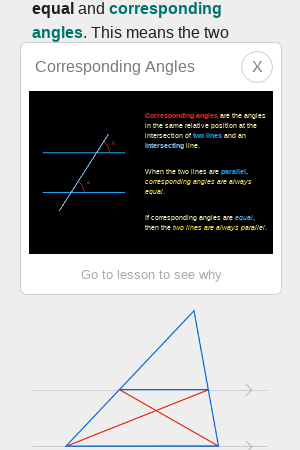 equal and corresponding
angles. This means the two
Corresponding Angles
X
Corresponding angles are the angles
in the same relative position at the
intersection of two lines and an
intersecting line.
When the two lines are parallel,
corresponding angles are always
equal.
If corresponding angles are equal,
then the two lines are always parallel.
Go to lesson to see why